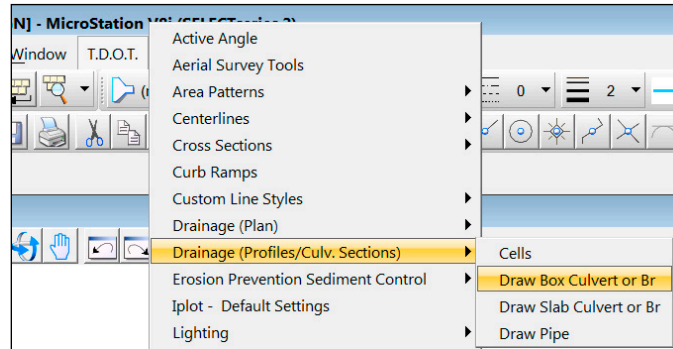 N] - MicroStation V8i (SELECTseries 2)
Window T.D.O.T.
0 2
Active Angle
Aerial Survey Tools
Area Patterns
Centerlines
Cross Sections
Curb Ramps
Custom Line Styles
Drainage (Plan)
Drainage (Profiles/Culv. Sections)
Erosion Prevention Sediment Control
Iplot - Default Settings
Lighting
Cells
Draw Box Culvert or Br
Draw Slab Culvert or Br
Draw Pipe